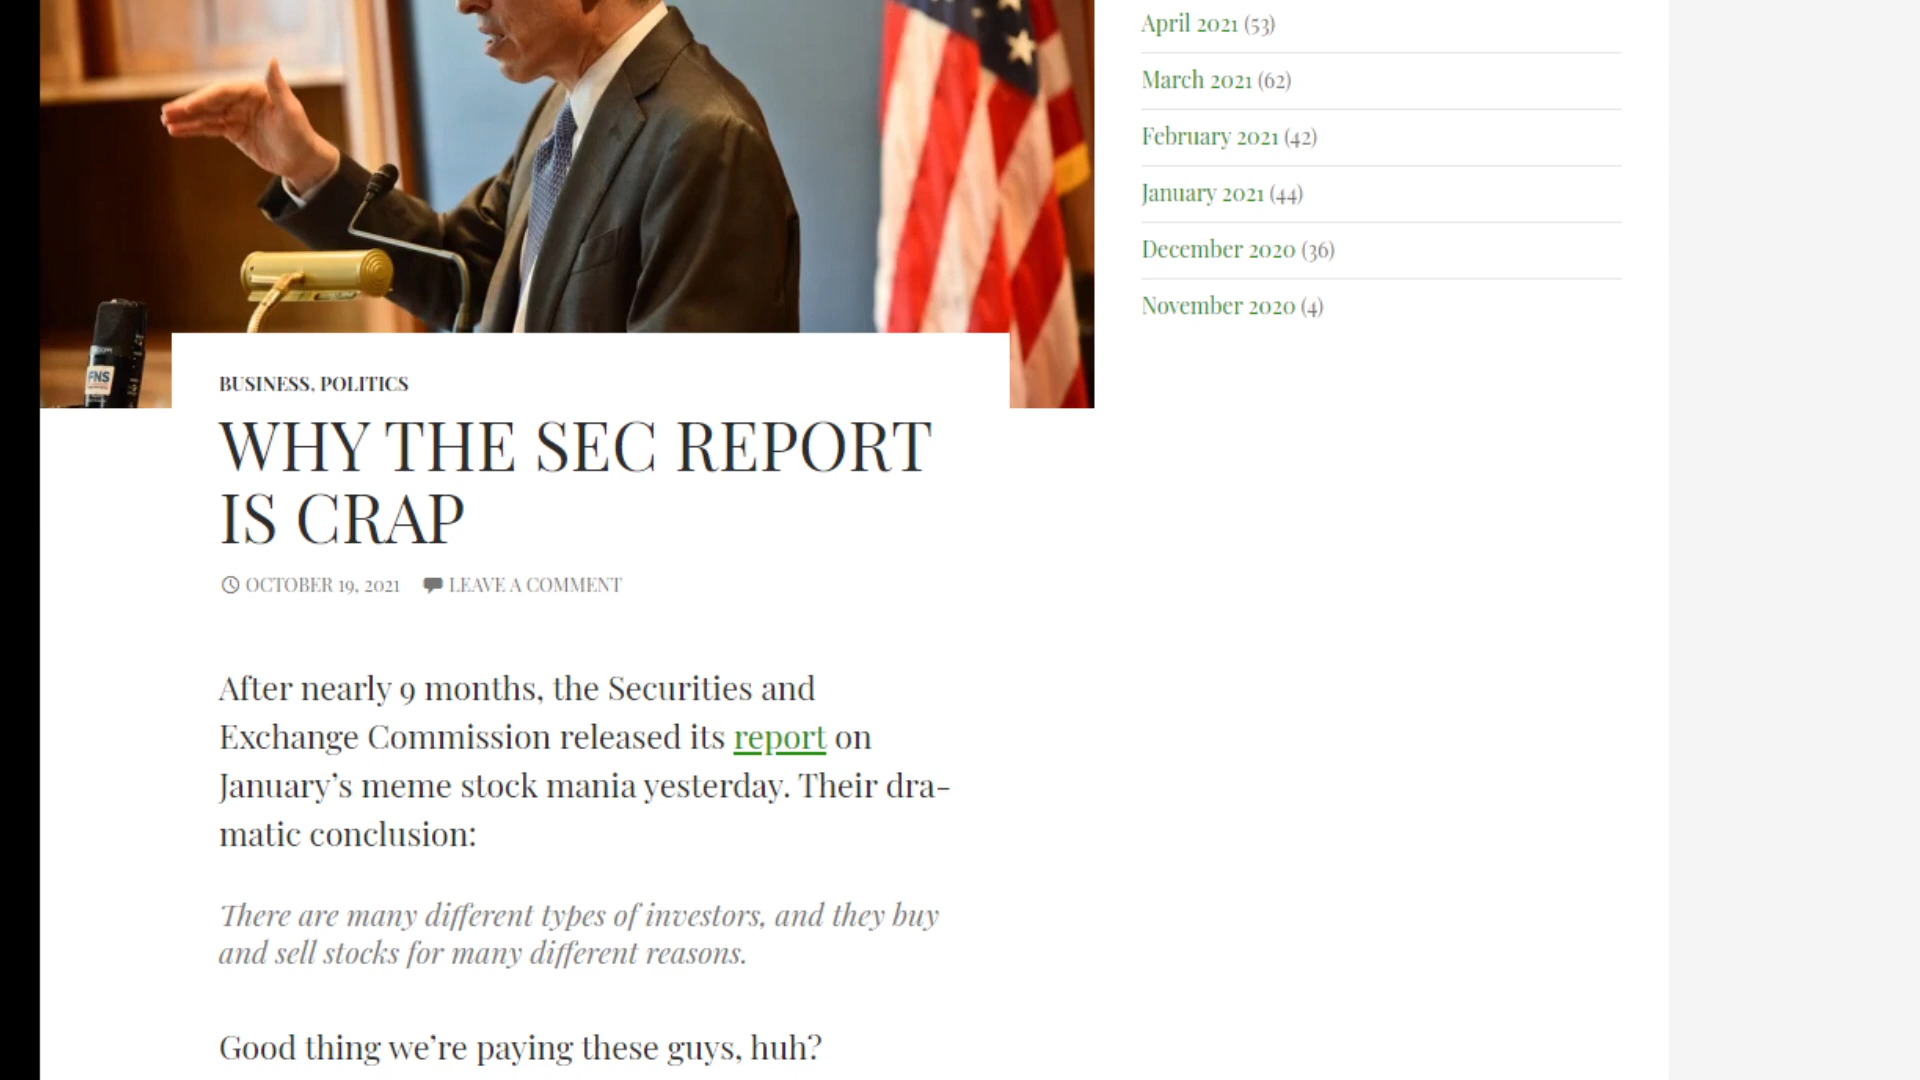 April 2021 (53)
March 2021 (62)
February 2021 (42)
January 2021 (44)
December 2020 (36)
November 2020 (4)
FNS
BUSINESS, POLITICS
WHY THE SEC REPORT
IS CRAP
OCTOBER 19, 2021 LEAVE A COMMENT
After nearly 9 months, the Securities and
Exchange Commission released its report on
January’s meme stock mania yesterday. Their dra-
matic conclusion:
There are many different types of investors, and they buy
and sell stocks for many different reasons.
Good thing we’re paying these guys, huh?